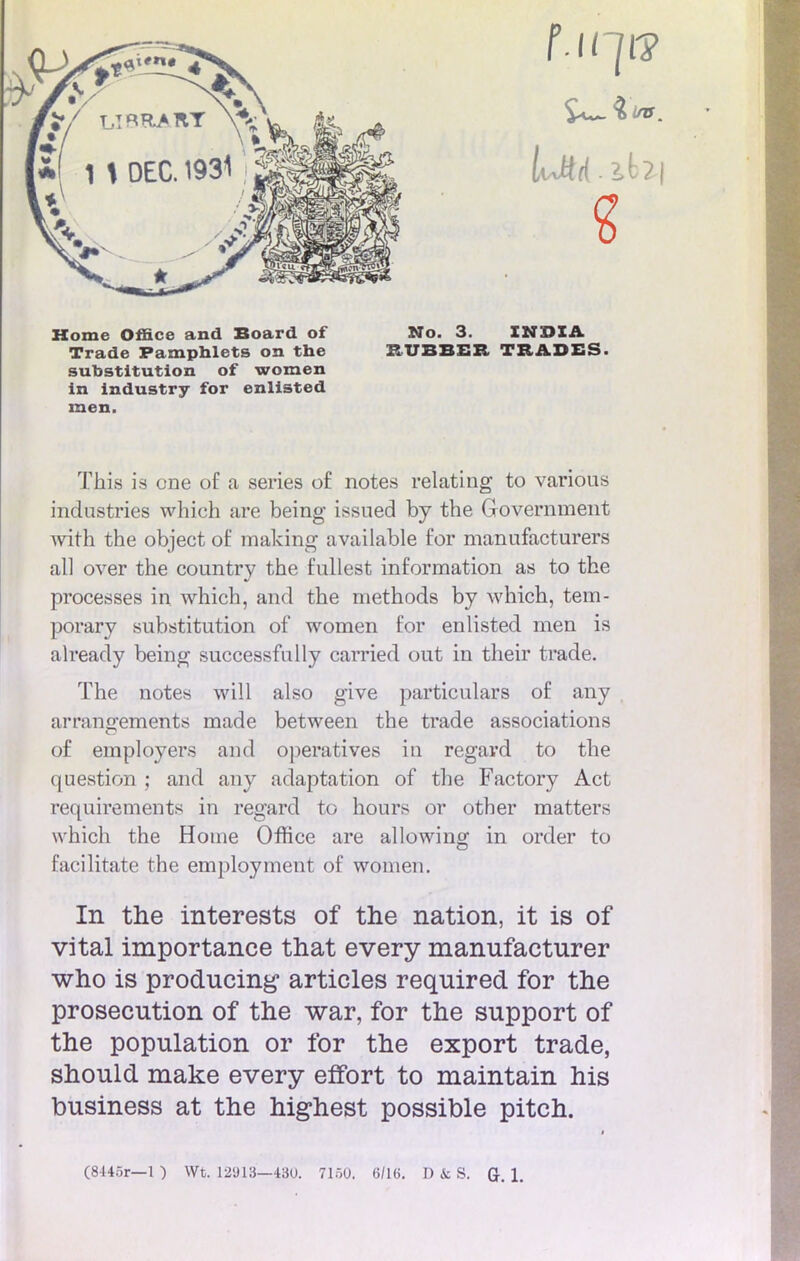 LIBRARY
11 DEC. 1931
Home Office and Board of
Trade Pamphlets on the
substitution of women
in industry for enlisted
men.
No. 3. INDIA
RUBBER TRADES.
This is one of a series of notes relating to various
industries which are being issued by the Government
with the object of making available for manufacturers
all over the country the fullest information as to the
processes in which, and the methods by which, tem-
porary substitution of women for enlisted men is
already being successfully carried out in their trade.
The notes will also give particulars of any
arrangements made between the trade associations
of employers and operatives in regard to the
question ; and any adaptation of the Factory Act
requirements in regard to hours or other matters
which the Home Office are allowing in order to
facilitate the employment of women.
In the interests of the nation, it is of
vital importance that every manufacturer
who is producing articles required for the
prosecution of the war, for the support of
the population or for the export trade,
should make every effort to maintain his
business at the highest possible pitch.
(8445r—1 ) Wt. 12913—430. 7150. 6/16. D & S. G. 1.